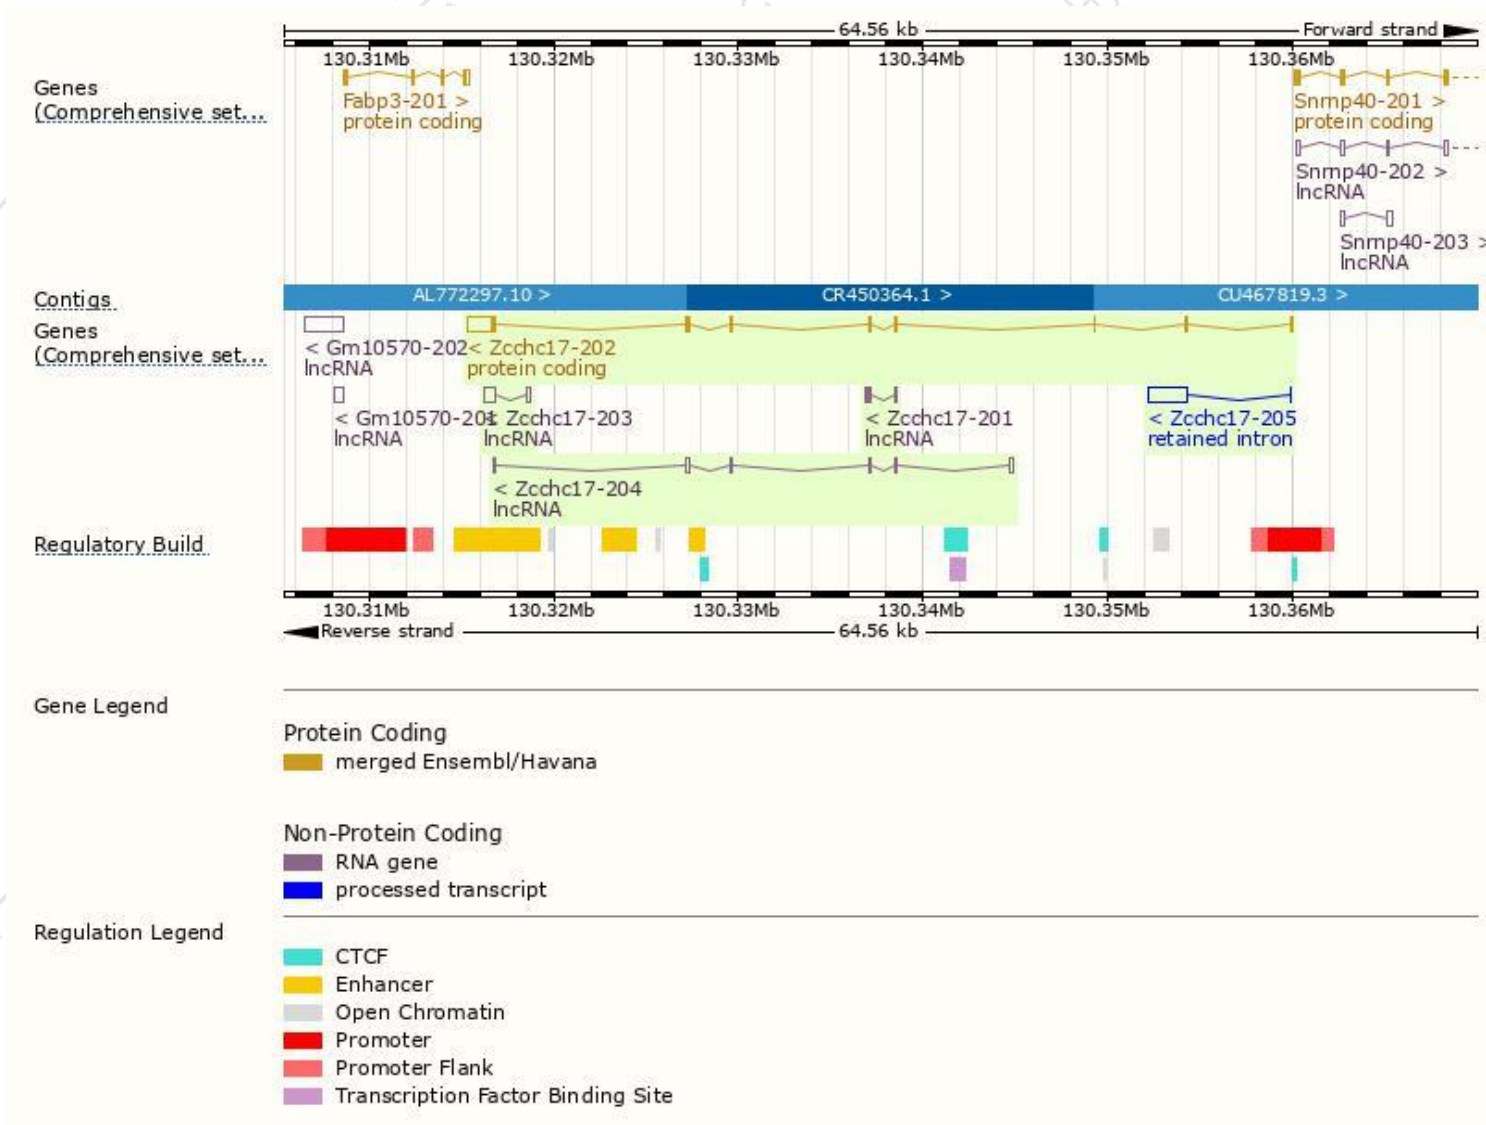 64.56 kb Forward strand
130.31Mb 130.32Mb 130.33Mb 130.34Mb 130.35Mb 130.36Mb
Genes
(Comprehensive set...
Fabp3-201 >
protein coding
Snrnp40-201 >
protein coding
Snrnp40-202 >
lncRNA
Snrnp40-203 >
lncRNA
Contigs
AL772297.10 > CR450364.1 > CU467819.3 >
Genes
(Comprehensive set...
< Gm10570-202
lncRNA
< Zcchc17-202
protein coding
< Gm10570-201
lncRNA
< Zcchc17-203
lncRNA
< Zcchc17-201
lncRNA
< Zcchc17-205
retained intron
< Zcchc17-204
lncRNA
Regulatory Build
130.31Mb 130.32Mb 130.33Mb 130.34Mb 130.35Mb 130.36Mb
Reverse strand 64.56 kb
Gene Legend
Protein Coding
merged Ensembl/Havana
Non-Protein Coding
RNA gene
processed transcript
Regulation Legend
CTCF
Enhancer
Open Chromatin
Promoter
Promoter Flank
Transcription Factor Binding Site